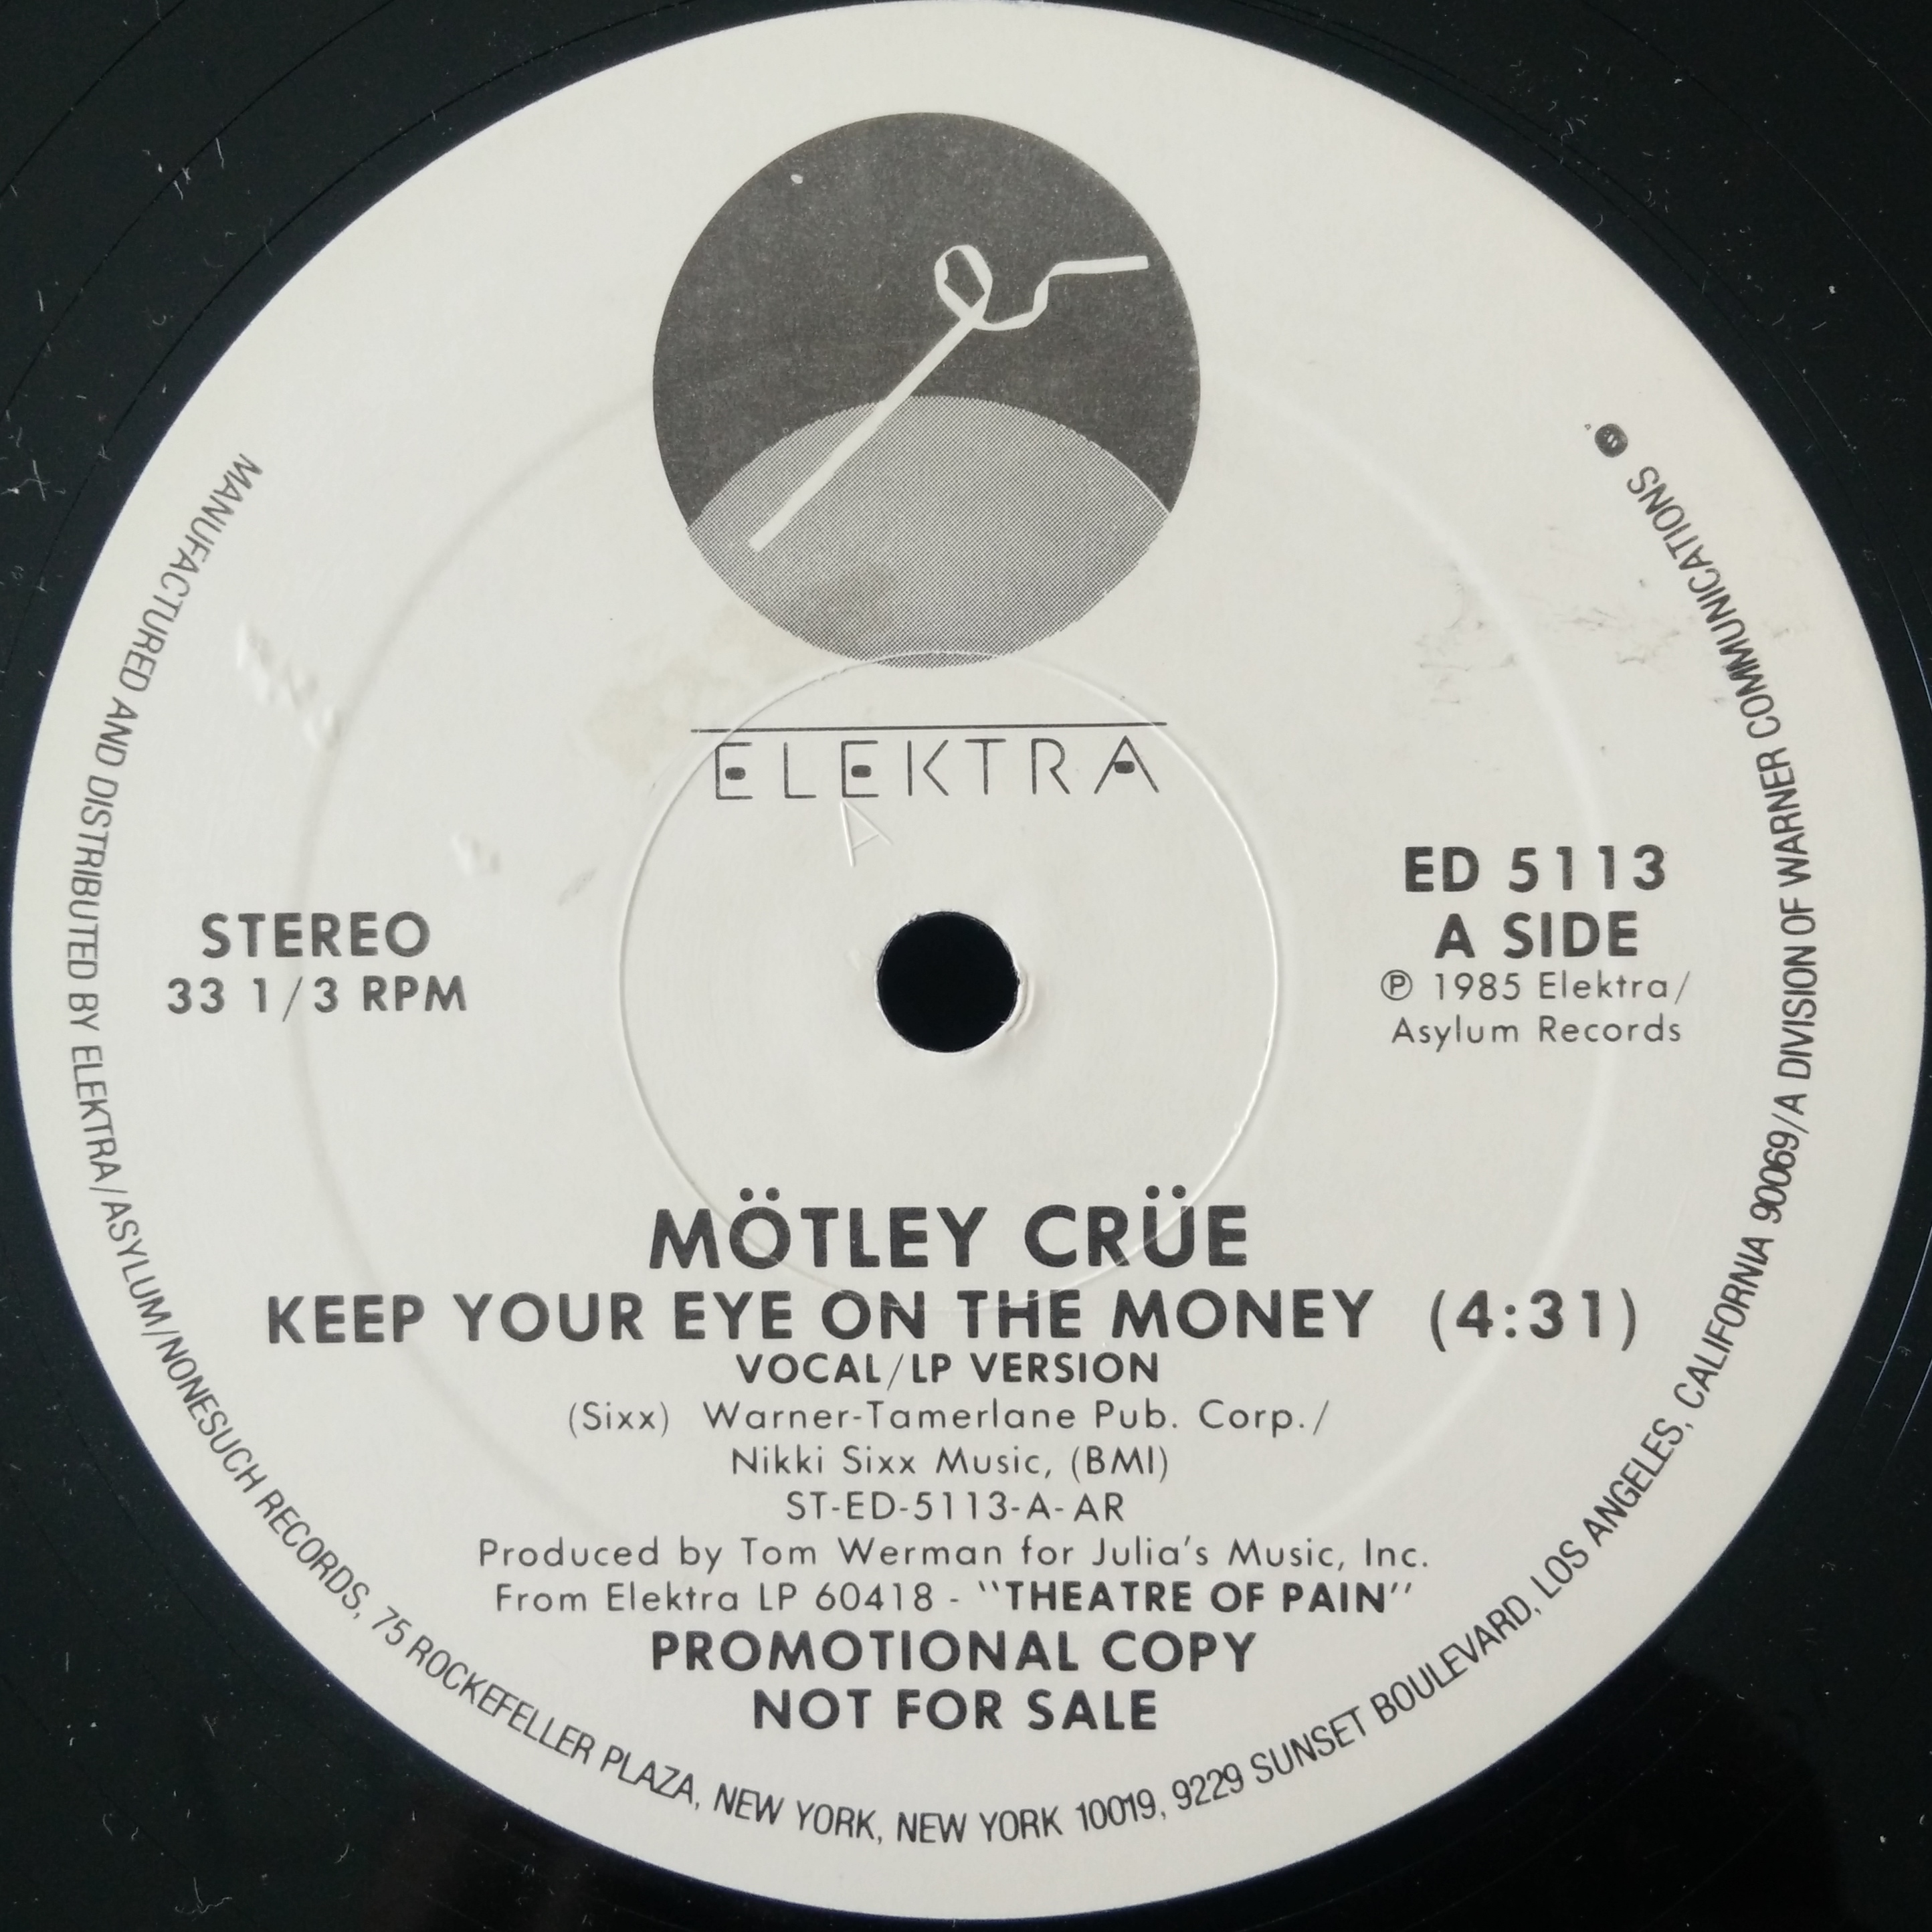 ELEKTRA
A
STEREO
33 1/3 RPM
ED 5113
A SIDE
℗ 1985 Elektra/
Asylum Records
MÖTLEY CRÜE
KEEP YOUR EYE ON THE MONEY (4:31)
VOCAL/LP VERSION
(Sixx) Warner-Tamerlane Pub. Corp./
Nikki Sixx Music, (BMI)
ST-ED-5113-A-AR
Produced by Tom Werman for Julia's Music, Inc.
From Elektra LP 60418 - "THEATRE OF PAIN"
PROMOTIONAL COPY
NOT FOR SALE
MANUFACTURED AND DISTRIBUTED BY ELEKTRA/ASYLUM/NONESUCH RECORDS, 75 ROCKEFELLER PLAZA, NEW YORK, NEW YORK 10019, 9229 SUNSET BOULEVARD, LOS ANGELES, CALIFORNIA 90069/A DIVISION OF WARNER COMMUNICATIONS